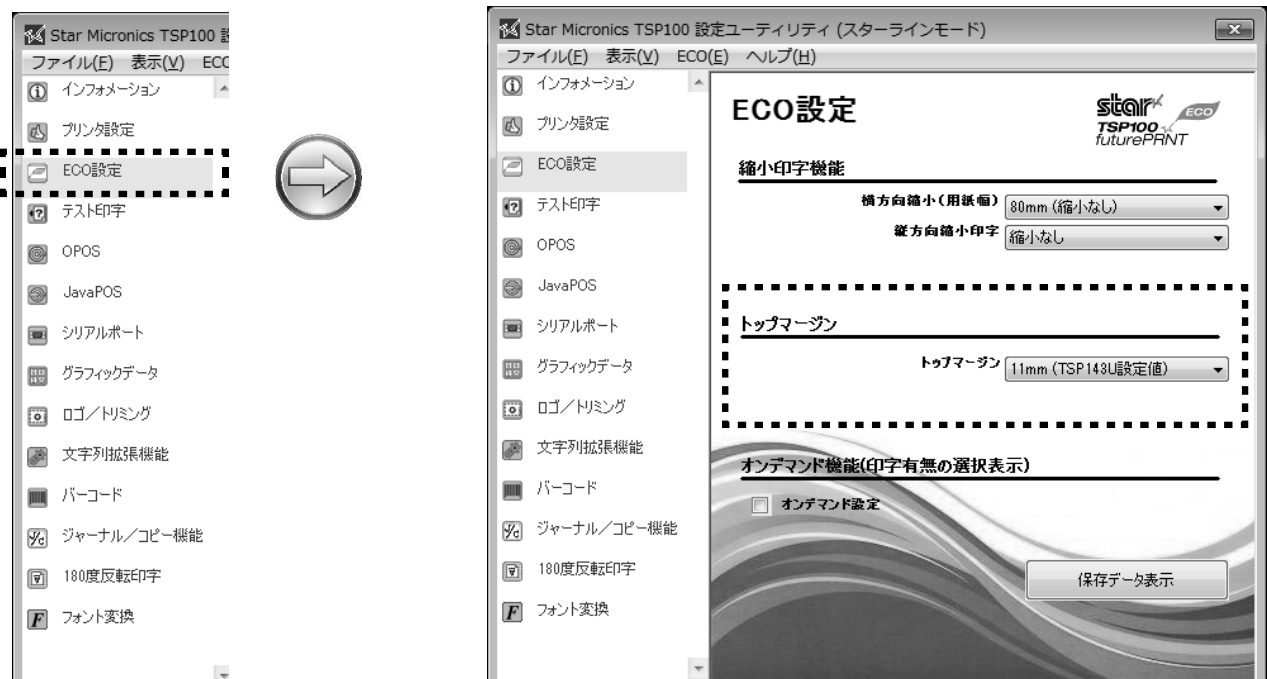 Star Micronics TSP100
ファイル(F) 表示(V) ECO
インフォメーション
プリンタ設定
ECO設定
テスト印字
OPOS
JavaPOS
シリアルポート
グラフィックデータ
ロゴ／トリミング
文字列拡張機能
バーコード
ジャーナル／コピー機能
180度反転印字
フォント変換
Star Micronics TSP100 設定ユーティリティ (スターラインモード)
ファイル(F) 表示(V) ECO(E) ヘルプ(H)
インフォメーション
プリンタ設定
ECO設定
テスト印字
OPOS
JavaPOS
シリアルポート
グラフィックデータ
ロゴ／トリミング
文字列拡張機能
バーコード
ジャーナル／コピー機能
180度反転印字
フォント変換
ECO設定
star ECO
TSP100
futurePRNT
縮小印字機能
横方向縮小(用紙幅) 80mm (縮小なし)
縦方向縮小印字 縮小なし
トップマージン
トップマージン 11mm (TSP143U設定値)
オンデマンド機能(印字有無の選択表示)
オンデマンド設定
保存データ表示